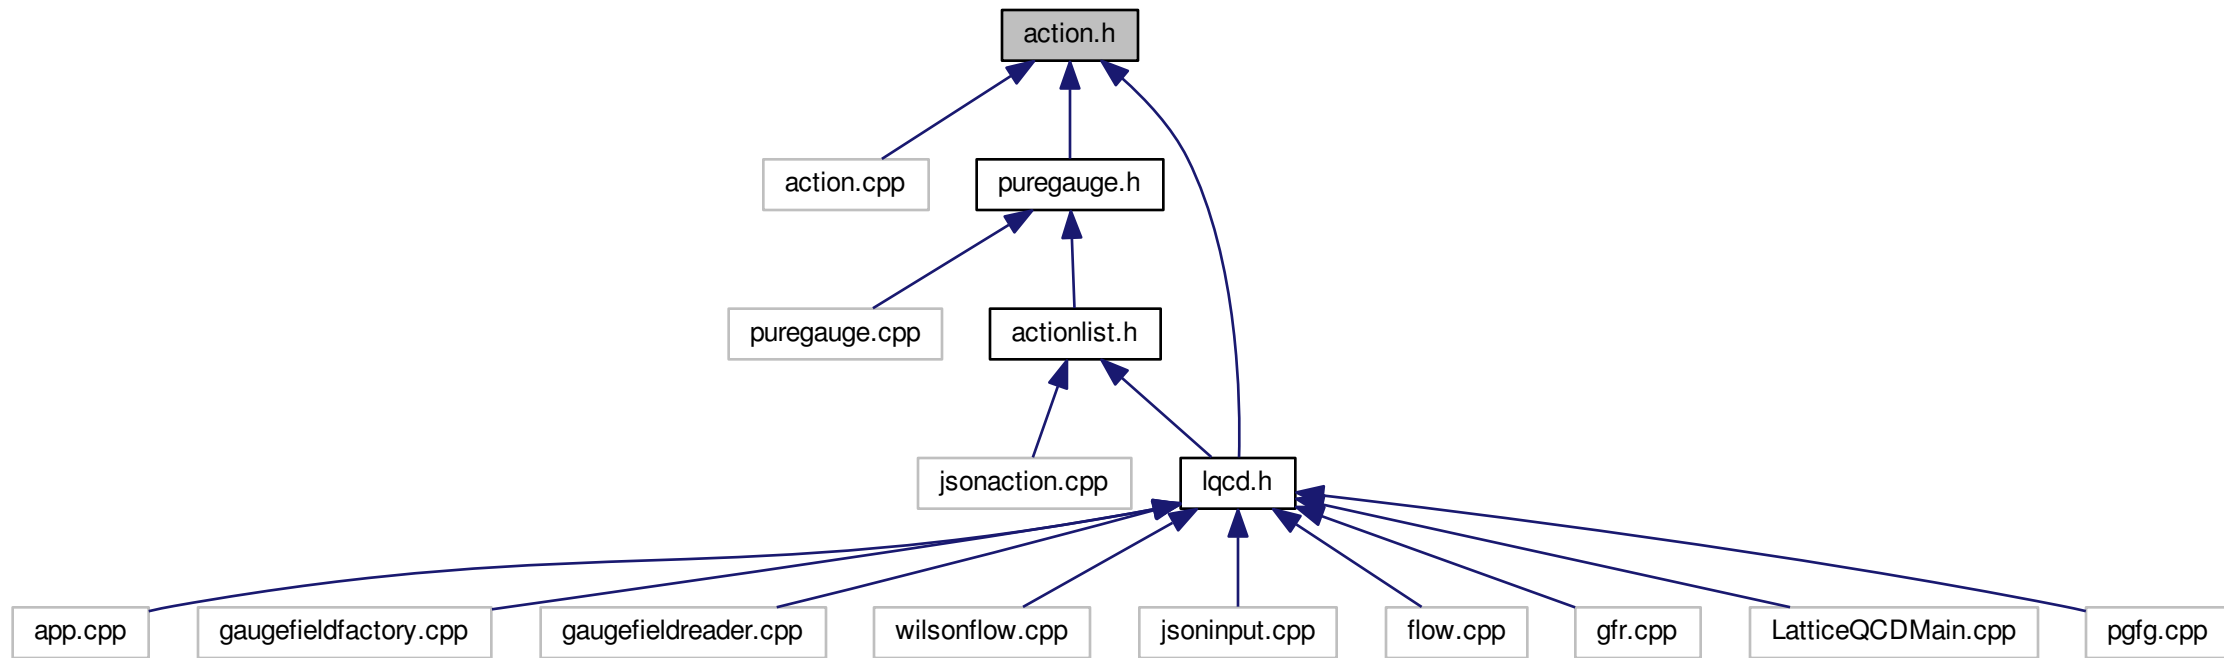 action.h
action.cpp
puregauge.h
puregauge.cpp
actionlist.h
jsonaction.cpp
lqcd.h
app.cpp
gaugefieldfactory.cpp
gaugefieldreader.cpp
wilsonflow.cpp
jsoninput.cpp
flow.cpp
gfr.cpp
LatticeQCDMain.cpp
pgfg.cpp